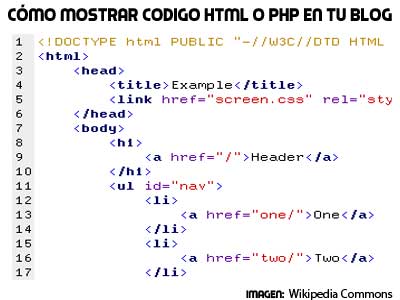 CÓMO MOSTRAR CODIGO HTML O PHP EN TU BLOG
1 <!DOCTYPE html PUBLIC "-//W3C//DTD HTML
2 <html>
3 <head>
4 <title>Example</title>
5 <link href="screen.css" rel="sty
6 </head>
7 <body>
8 <h1>
9 <a href="/">Header</a>
10 </h1>
11 <ul id="nav">
12 <li>
13 <a href="one/">One</a>
14 </li>
15 <li>
16 <a href="two/">Two</a>
17 </li>
IMAGEN: Wikipedia Commons